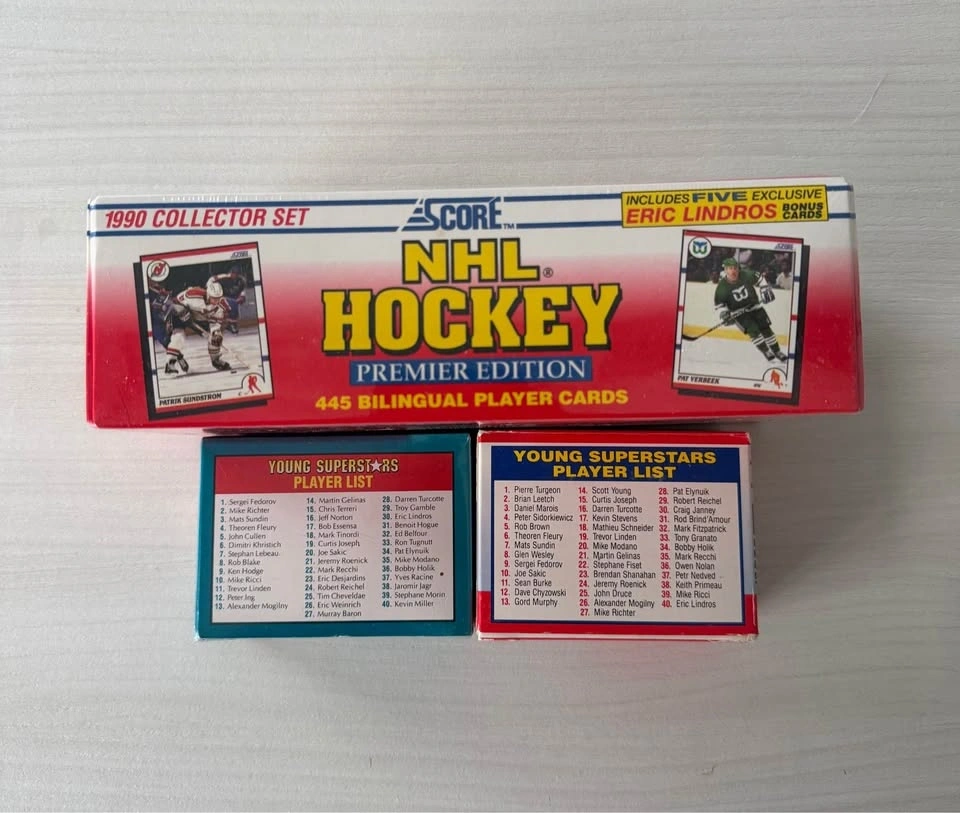 1990 COLLECTOR SET
SCORE™
INCLUDES FIVE EXCLUSIVE
ERIC LINDROS BONUS CARDS
NHL®
HOCKEY
PREMIER EDITION
445 BILINGUAL PLAYER CARDS
SCORE
PATRIK SUNDSTROM C
SCORE
PAT VERBEEK RW
YOUNG SUPERST★RS
PLAYER LIST
1. Sergei Fedorov
2. Mike Richter
3. Mats Sundin
4. Theoren Fleury
5. John Cullen
6. Dimitri Khristich
7. Stephan Lebeau
8. Rob Blake
9. Ken Hodge
10. Mike Ricci
11. Trevor Linden
12. Peter Ing
13. Alexander Mogilny
14. Martin Gelinas
15. Chris Terreri
16. Jeff Norton
17. Bob Essensa
18. Mark Tinordi
19. Curtis Joseph
20. Joe Sakic
21. Jeremy Roenick
22. Mark Recchi
23. Eric Desjardins
24. Robert Reichel
25. Tim Cheveldae
26. Eric Weinrich
27. Murray Baron
28. Darren Turcotte
29. Troy Gamble
30. Eric Lindros
31. Benoit Hogue
32. Ed Belfour
33. Ron Tugnutt
34. Pat Elynuik
35. Mike Modano
36. Bobby Holik
37. Yves Racine
38. Jaromir Jagr
39. Stephane Morin
40. Kevin Miller
YOUNG SUPERSTARS
PLAYER LIST
1. Pierre Turgeon
2. Brian Leetch
3. Daniel Marois
4. Peter Sidorkiewicz
5. Rob Brown
6. Theoren Fleury
7. Mats Sundin
8. Glen Wesley
9. Sergei Fedorov
10. Joe Sakic
11. Sean Burke
12. Dave Chyzowski
13. Gord Murphy
14. Scott Young
15. Curtis Joseph
16. Darren Turcotte
17. Kevin Stevens
18. Mathieu Schneider
19. Trevor Linden
20. Mike Modano
21. Martin Gelinas
22. Stephane Fiset
23. Brendan Shanahan
24. Jeremy Roenick
25. John Druce
26. Alexander Mogilny
27. Mike Richter
28. Pat Elynuik
29. Robert Reichel
30. Craig Janney
31. Rod Brind'Amour
32. Mark Fitzpatrick
33. Tony Granato
34. Bobby Holik
35. Mark Recchi
36. Owen Nolan
37. Petr Nedved
38. Keith Primeau
39. Mike Ricci
40. Eric Lindros